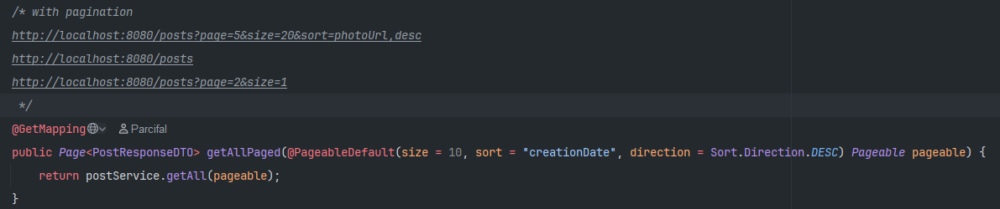 /* with pagination
http://localhost:8080/posts?page=5&size=20&sort=photoUrl,desc
http://localhost:8080/posts
http://localhost:8080/posts?page=2&size=1
*/
@GetMapping Parcifal
public Page<PostResponseDTO> getAllPaged(@PageableDefault(size = 10, sort = "creationDate", direction = Sort.Direction.DESC) Pageable pageable) {
return postService.getAll(pageable);
}